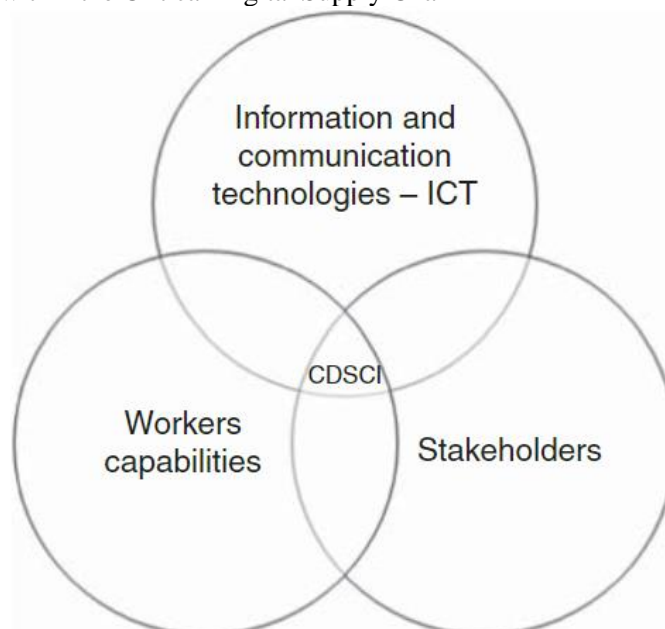 Information and
communication
technologies – ICT
CDSCI
Workers
capabilities
Stakeholders